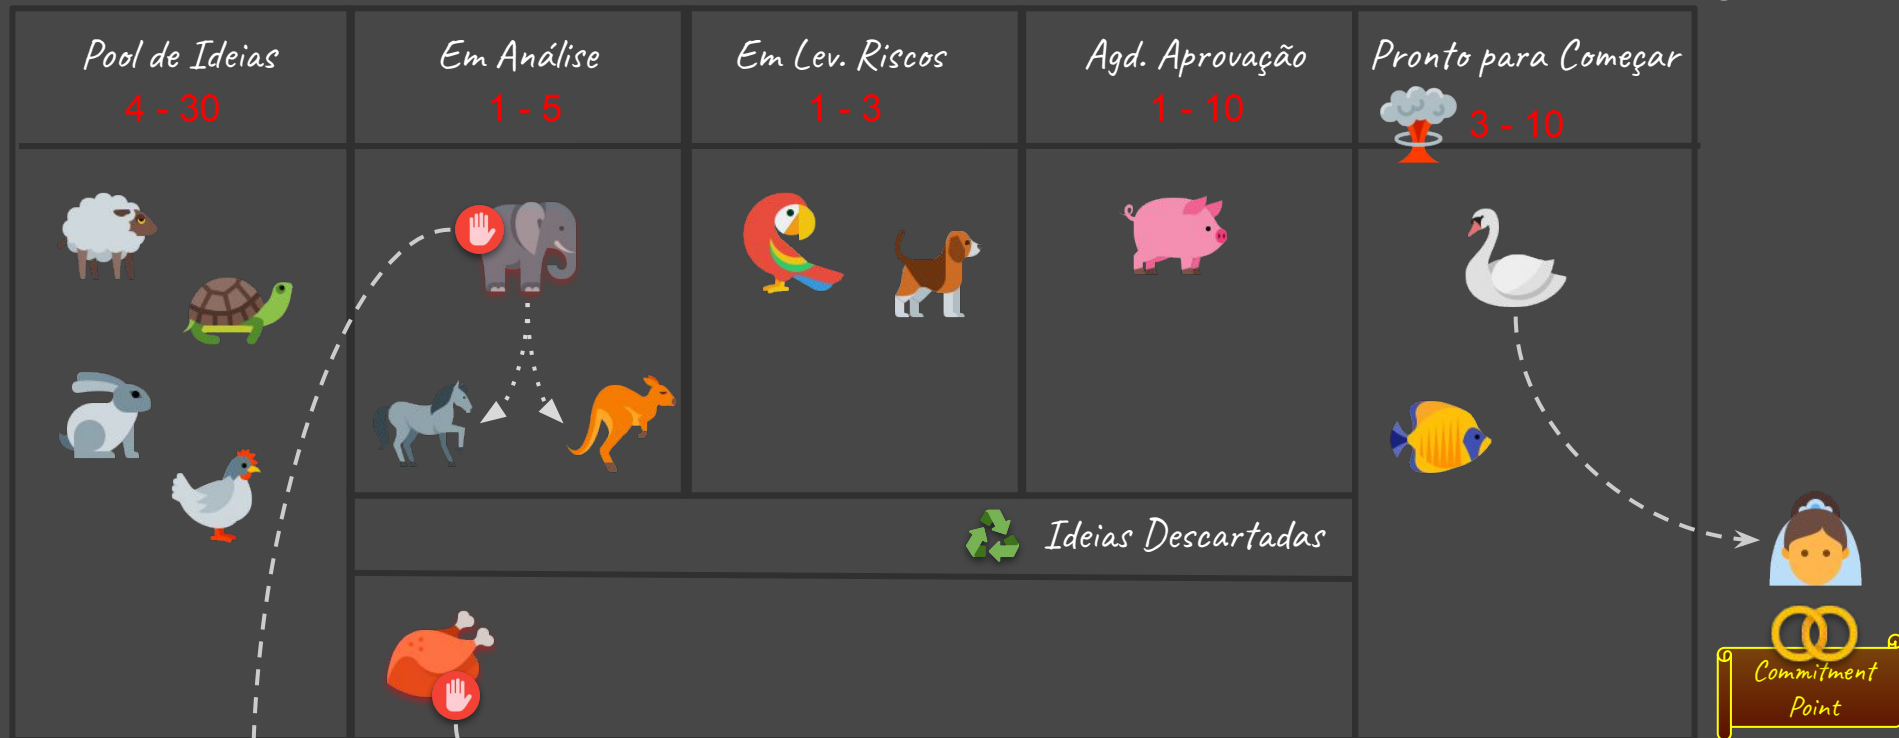 Pool de Ideias
4 - 30
Em Análise
1 - 5
Em Lev. Riscos
1 - 3
Agd. Aprovação
1 - 10
Pronto para Começar
3 - 10
Ideias Descartadas
Commitment
Point